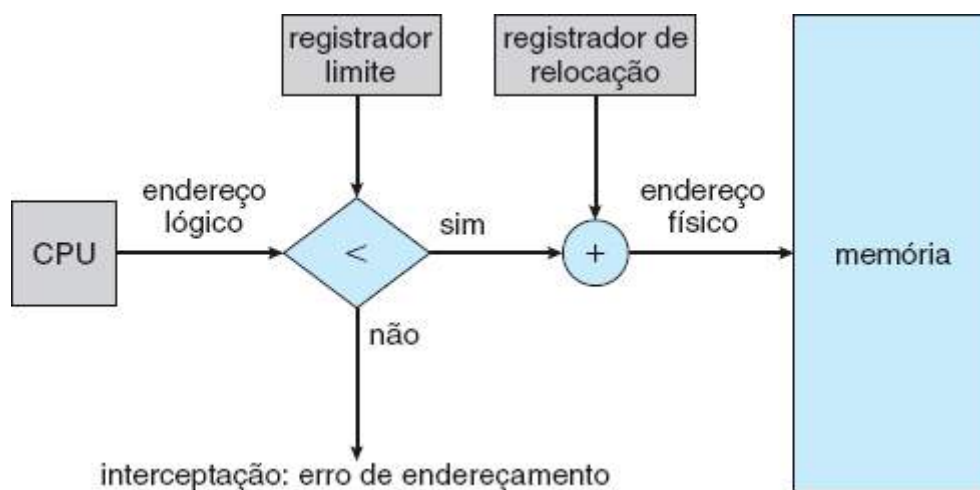 registrador
limite
registrador de
relocação
endereço
lógico
endereço
físico
CPU
<
sim
+
memória
não
interceptação: erro de endereçamento